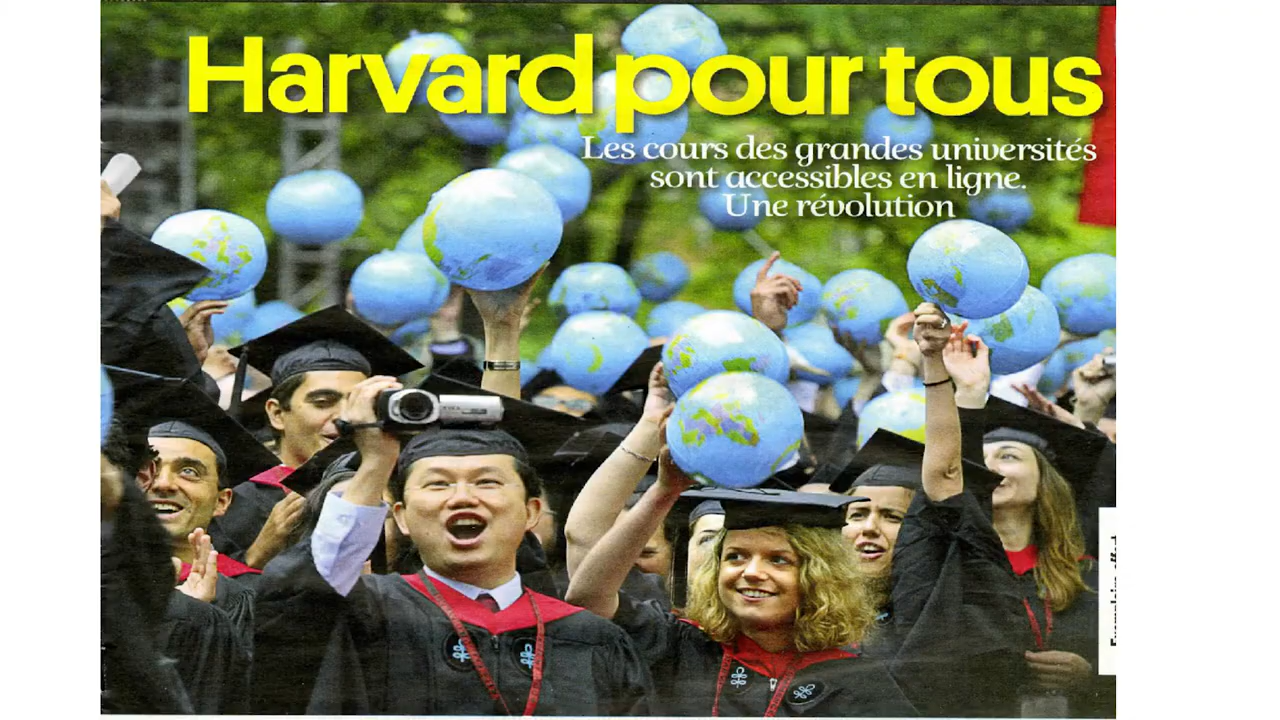 Harvard pour tous
Les cours des grandes universités
sont accessibles en ligne.
Une révolution